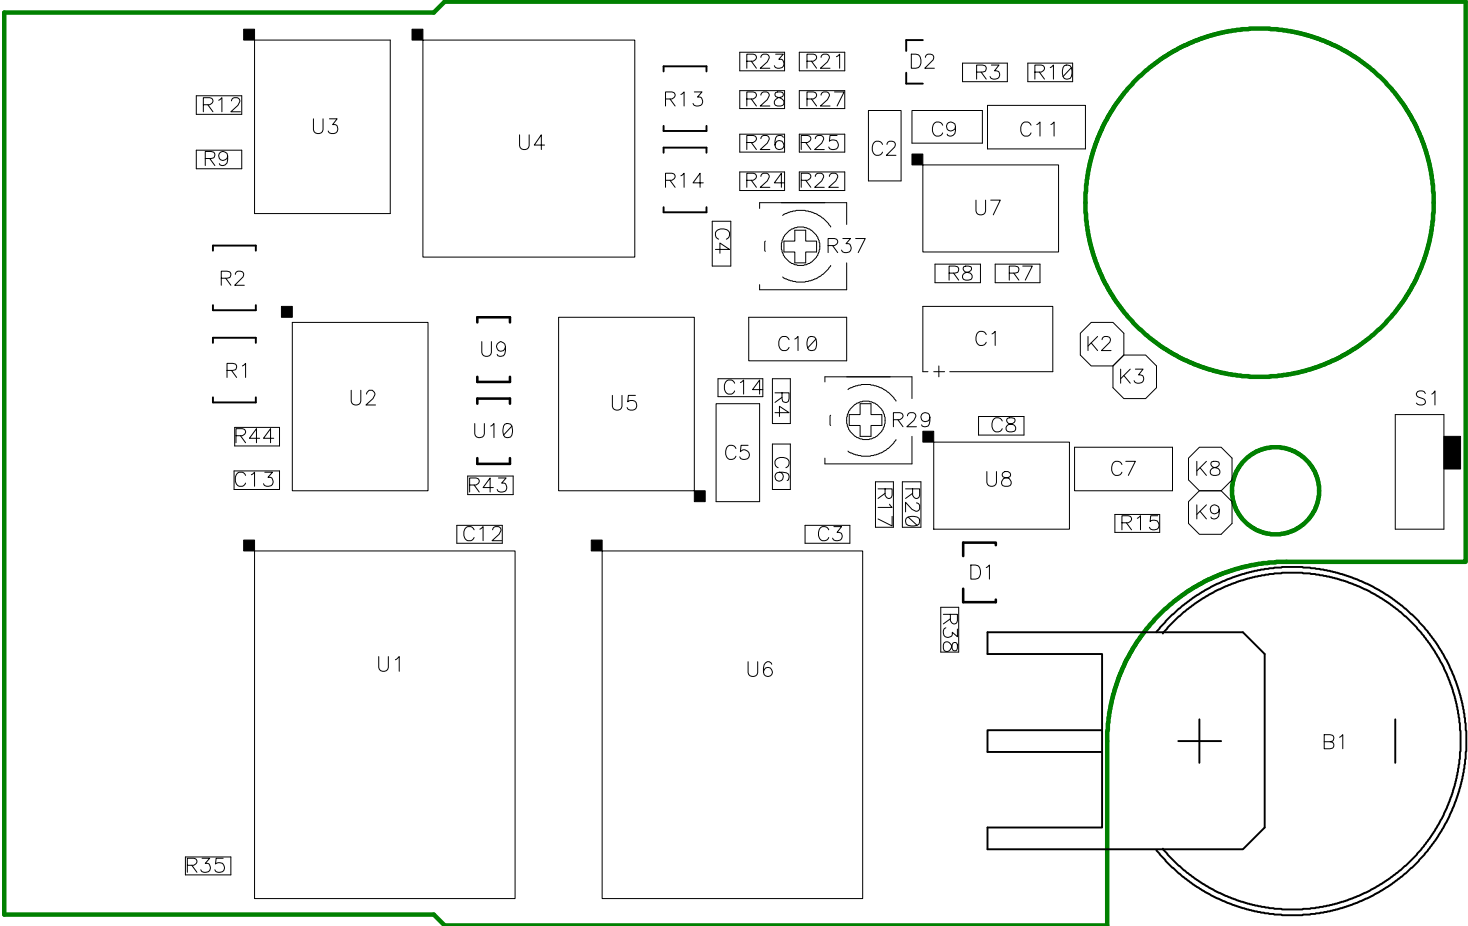 R23 R21 D2
R3 R10
R12 R13 R28 R27
U3 U4 C2 C9 C11
R26 R25
R9
R14 R24 R22
U7
C4 R37
R2 R8 R7
U9 C10 C1 K2
+
R1 K3
U2 U5 C14 R4 S1
R44 U10 R29 C8
C5 C6 U8 C7 K8
C13 R43
R17 R20 K9
R15
C12 C3
D1
R38
U1 U6
+ B1 −
R35